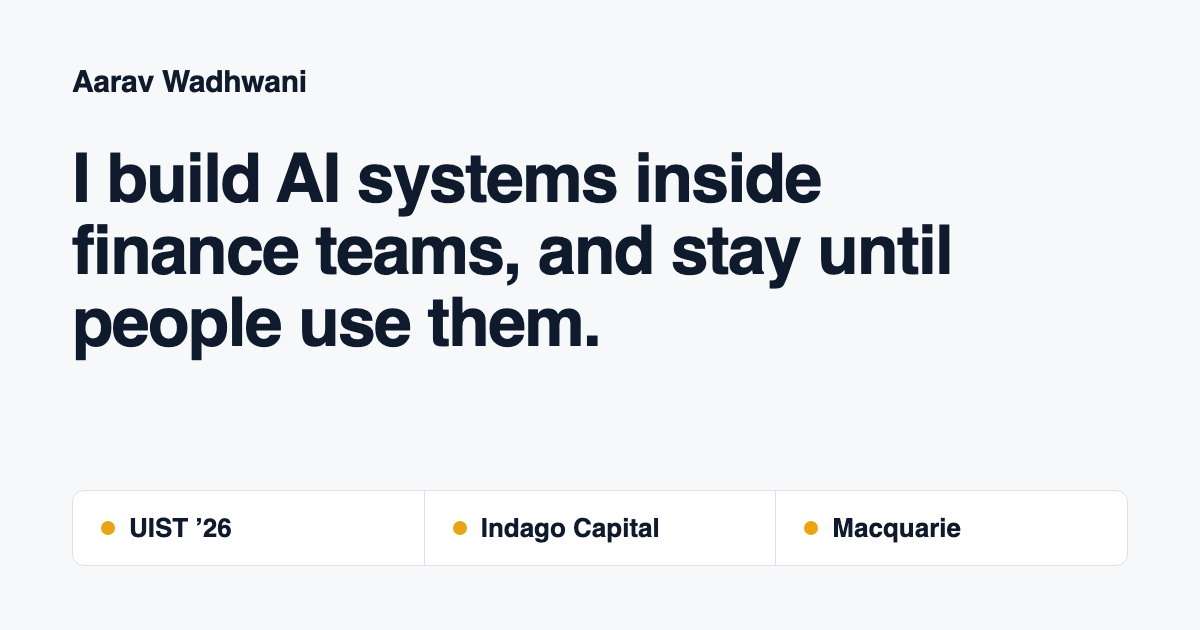 Aarav Wadhwani
I build AI systems inside
finance teams, and stay until
people use them.
UIST ’26
Indago Capital
Macquarie